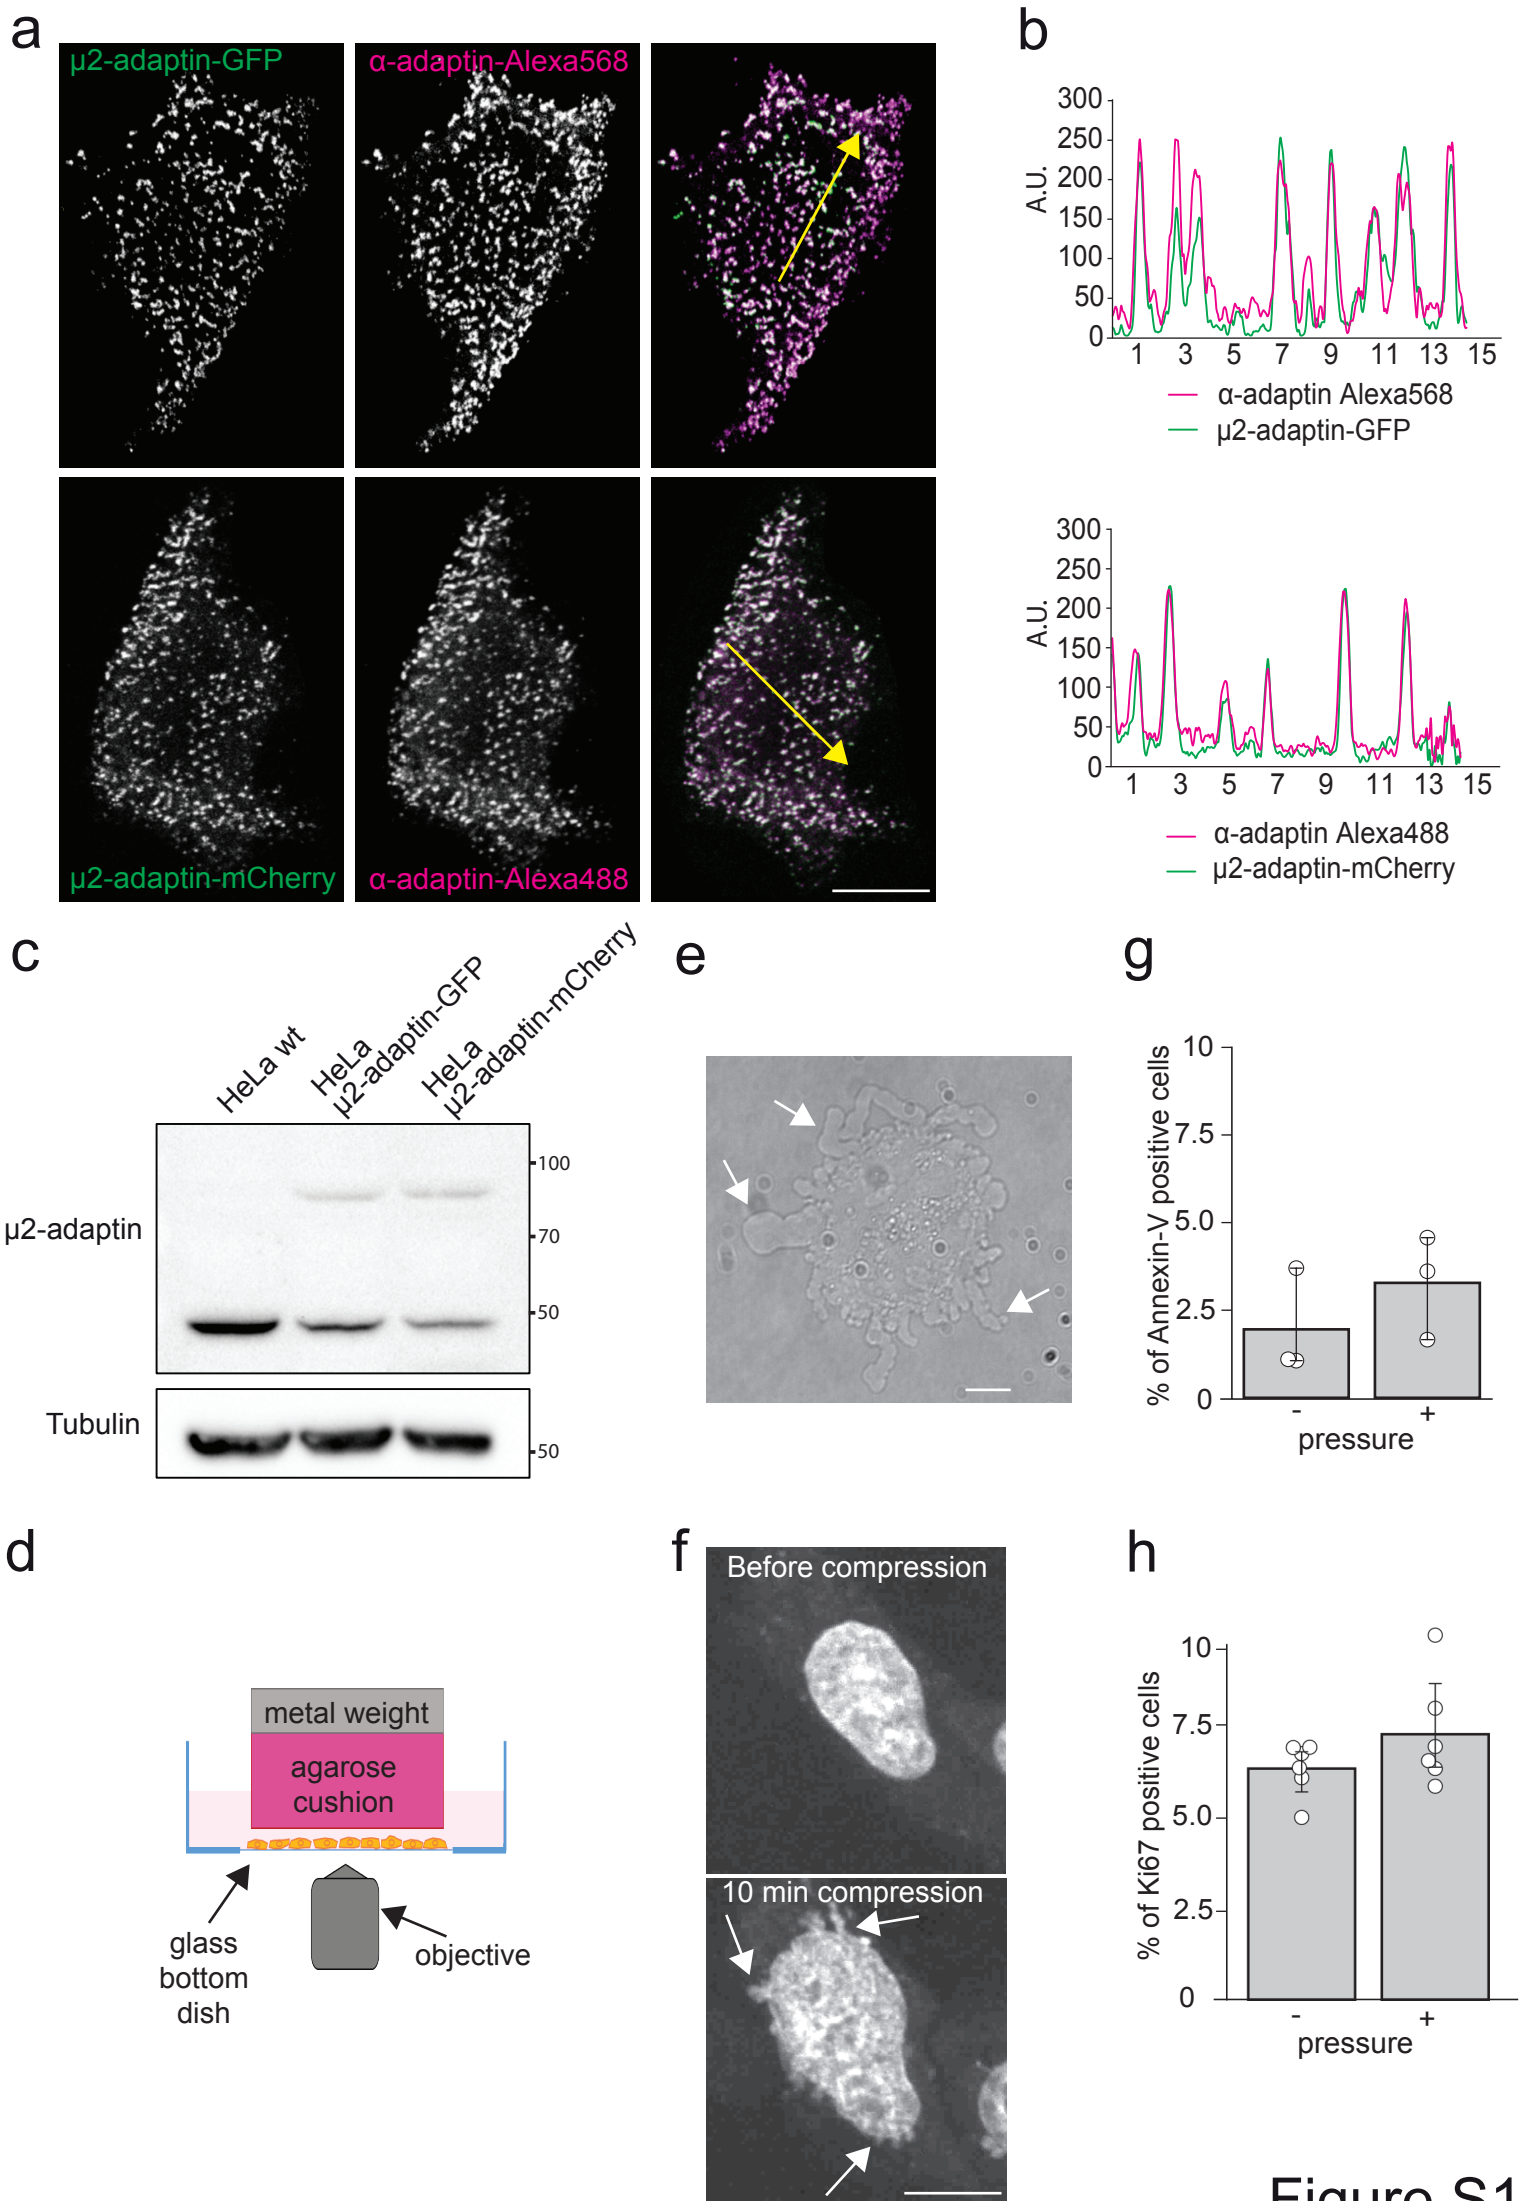 a
μ2-adaptin-GFP
α-adaptin-Alexa568
μ2-adaptin-mCherry
α-adaptin-Alexa488
b
300
250
200
150
100
50
0
A.U.
1 3 5 7 9 11 13 15
α-adaptin Alexa568
μ2-adaptin-GFP
300
250
200
150
100
50
0
A.U.
1 3 5 7 9 11 13 15
α-adaptin Alexa488
μ2-adaptin-mCherry
c
HeLa wt
HeLa
μ2-adaptin-GFP
HeLa
μ2-adaptin-mCherry
μ2-adaptin
100
70
50
Tubulin
50
d
metal weight
agarose
cushion
glass
bottom
dish
objective
e
f
Before compression
10 min compression
g
% of Annexin-V positive cells
10
7.5
5.0
2.5
0
- +
pressure
h
% of Ki67 positive cells
10
7.5
5.0
2.5
0
- +
pressure
Figure S1